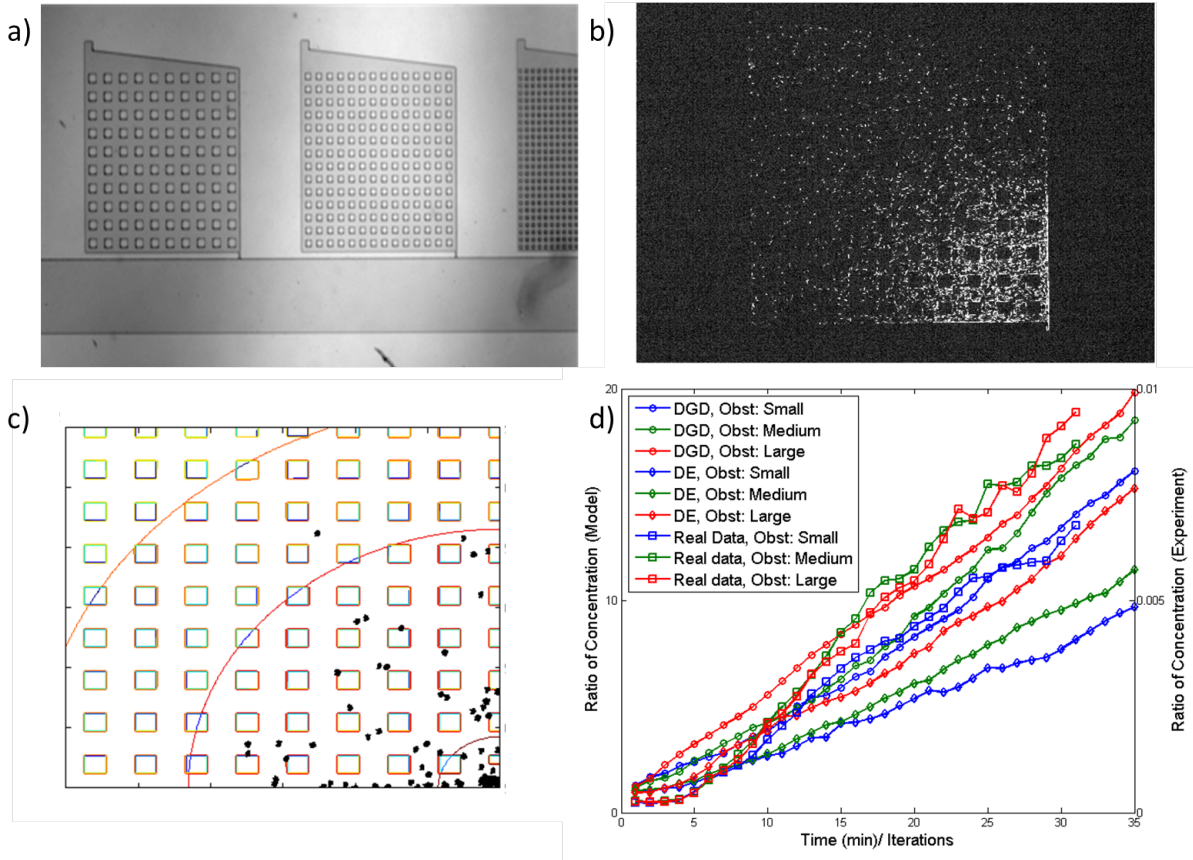 a)
b)
c)
d)
20
10
0
Ratio of Concentration (Model)
DGD, Obst: Small
DGD, Obst: Medium
DGD, Obst: Large
DE, Obst: Small
DE, Obst: Medium
DE, Obst: Large
Real Data, Obst: Small
Real data, Obst: Medium
Real data, Obst: Large
0.01
0.005
0
Ratio of Concentration (Experiment)
0 5 10 15 20 25 30 35
Time (min)/ Iterations